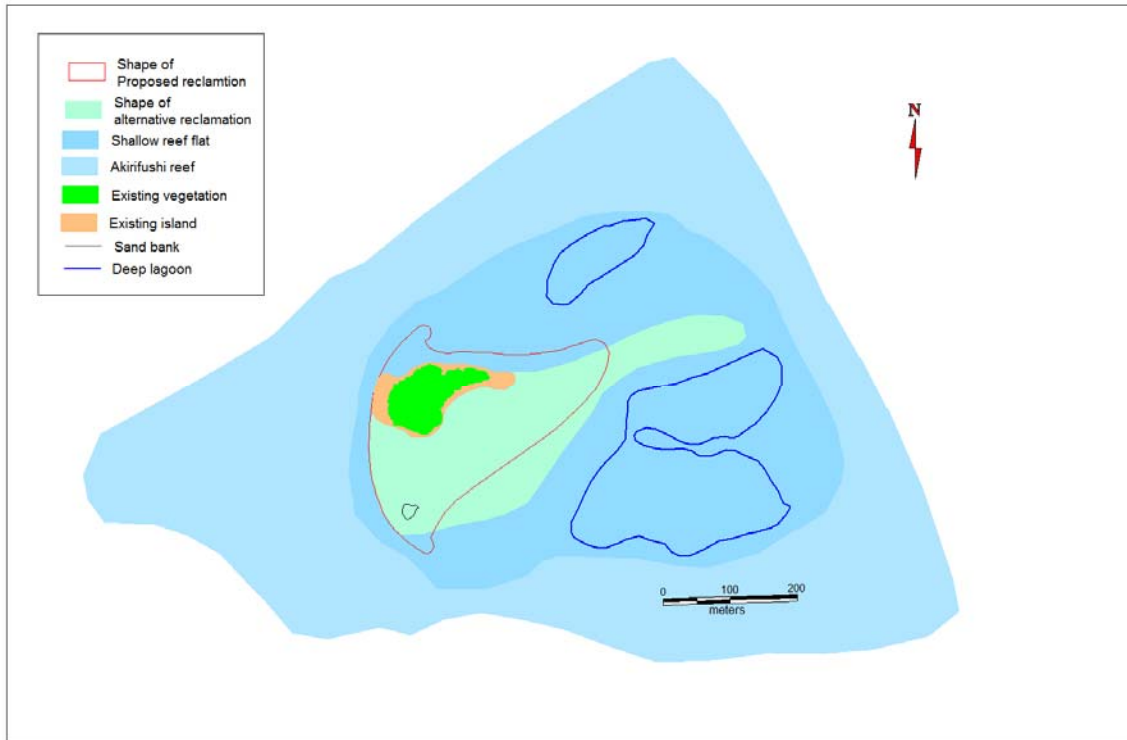 Shape of
Proposed reclamtion
Shape of
alternative reclamation
Shallow reef flat
Akirifushi reef
Existing vegetation
Existing island
Sand bank
Deep lagoon
N
0 100 200
meters